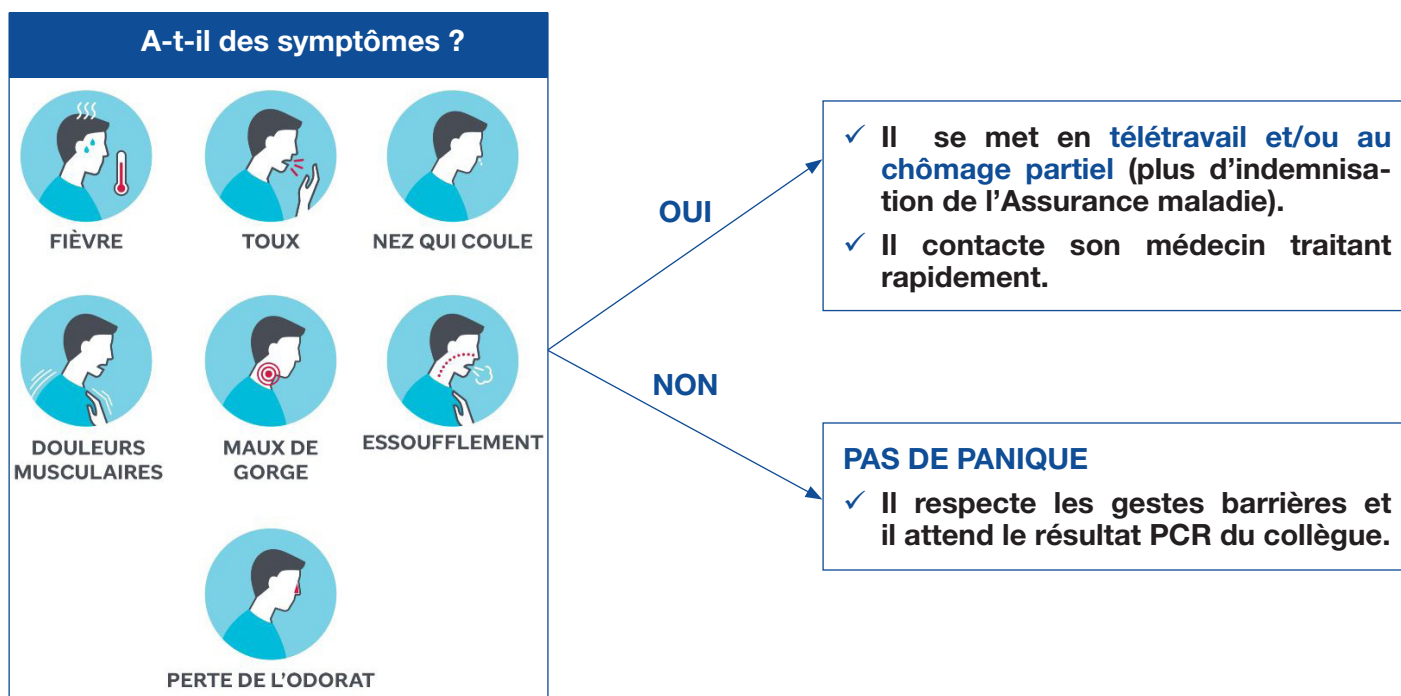 A-t-il des symptômes ?
FIÈVRE
TOUX
NEZ QUI COULE
DOULEURS
MUSCULAIRES
MAUX DE
GORGE
ESSOUFFLEMENT
PERTE DE L'ODORAT
OUI
✓ Il se met en télétravail et/ou au
chômage partiel (plus d'indemnisa-
tion de l'Assurance maladie).
✓ Il contacte son médecin traitant
rapidement.
NON
PAS DE PANIQUE
✓ Il respecte les gestes barrières et
il attend le résultat PCR du collègue.